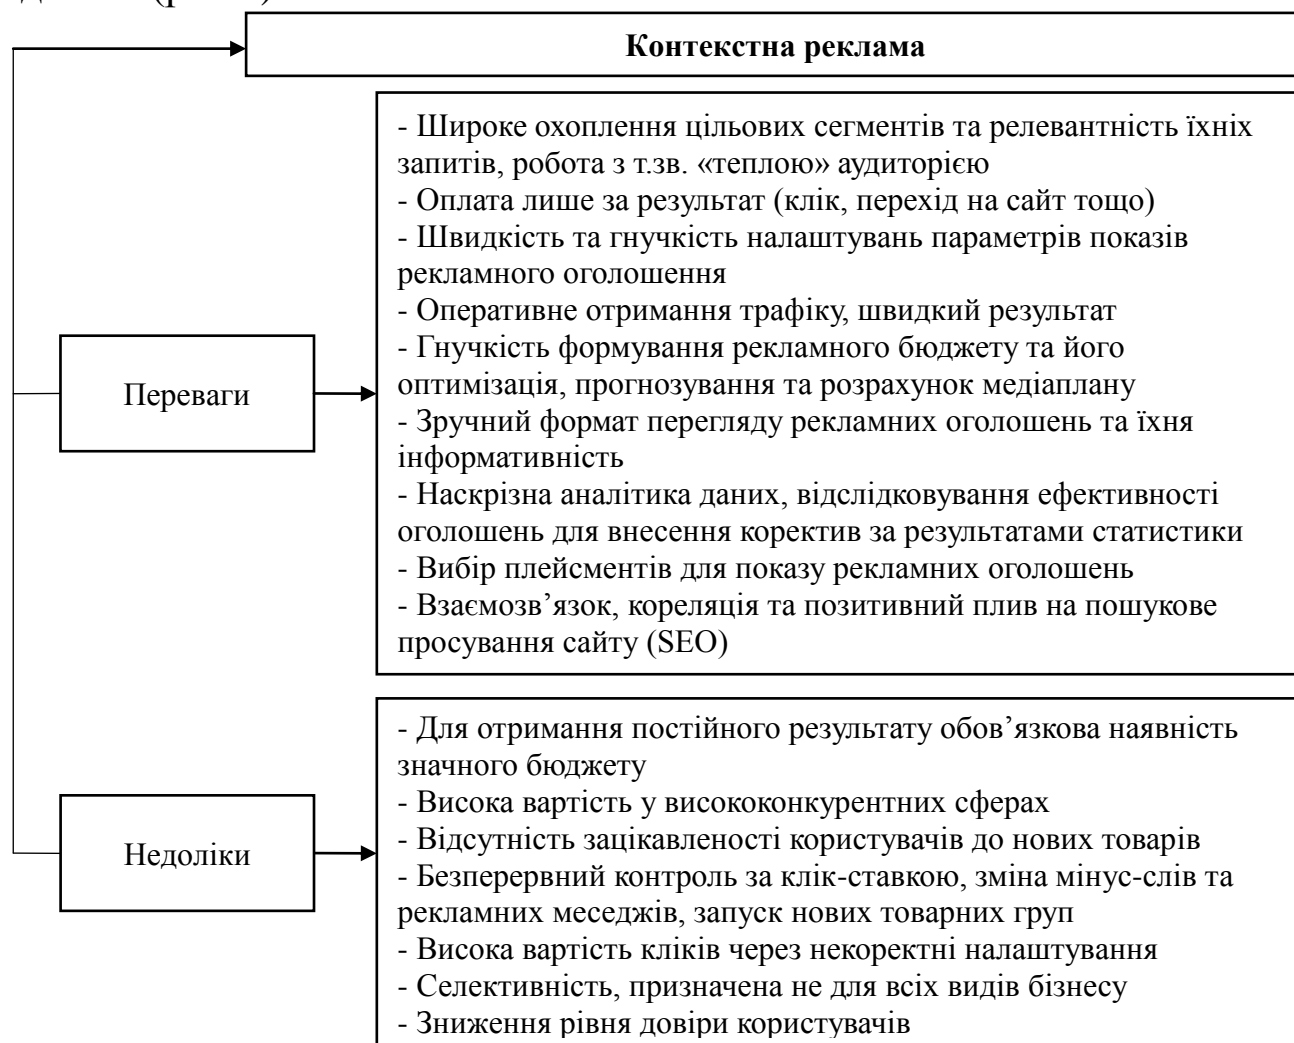 Контекстна реклама
- Широке охоплення цільових сегментів та релевантність їхніх
запитів, робота з т.зв. «теплою» аудиторією
- Оплата лише за результат (клік, перехід на сайт тощо)
- Швидкість та гнучкість налаштувань параметрів показів
рекламного оголошення
- Оперативне отримання трафіку, швидкий результат
- Гнучкість формування рекламного бюджету та його
оптимізація, прогнозування та розрахунок медіаплану
- Зручний формат перегляду рекламних оголошень та їхня
інформативність
- Наскрізна аналітика даних, відслідковування ефективності
оголошень для внесення коректив за результатами статистики
- Вибір плейсментів для показу рекламних оголошень
- Взаємозв’язок, кореляція та позитивний плив на пошукове
просування сайту (SEO)
Переваги
- Для отримання постійного результату обов’язкова наявність
значного бюджету
- Висока вартість у висококонкурентних сферах
- Відсутність зацікавленості користувачів до нових товарів
- Безперервний контроль за клік-ставкою, зміна мінус-слів та
рекламних меседжів, запуск нових товарних груп
- Висока вартість кліків через некоректні налаштування
- Селективність, призначена не для всіх видів бізнесу
- Зниження рівня довіри користувачів
Недоліки